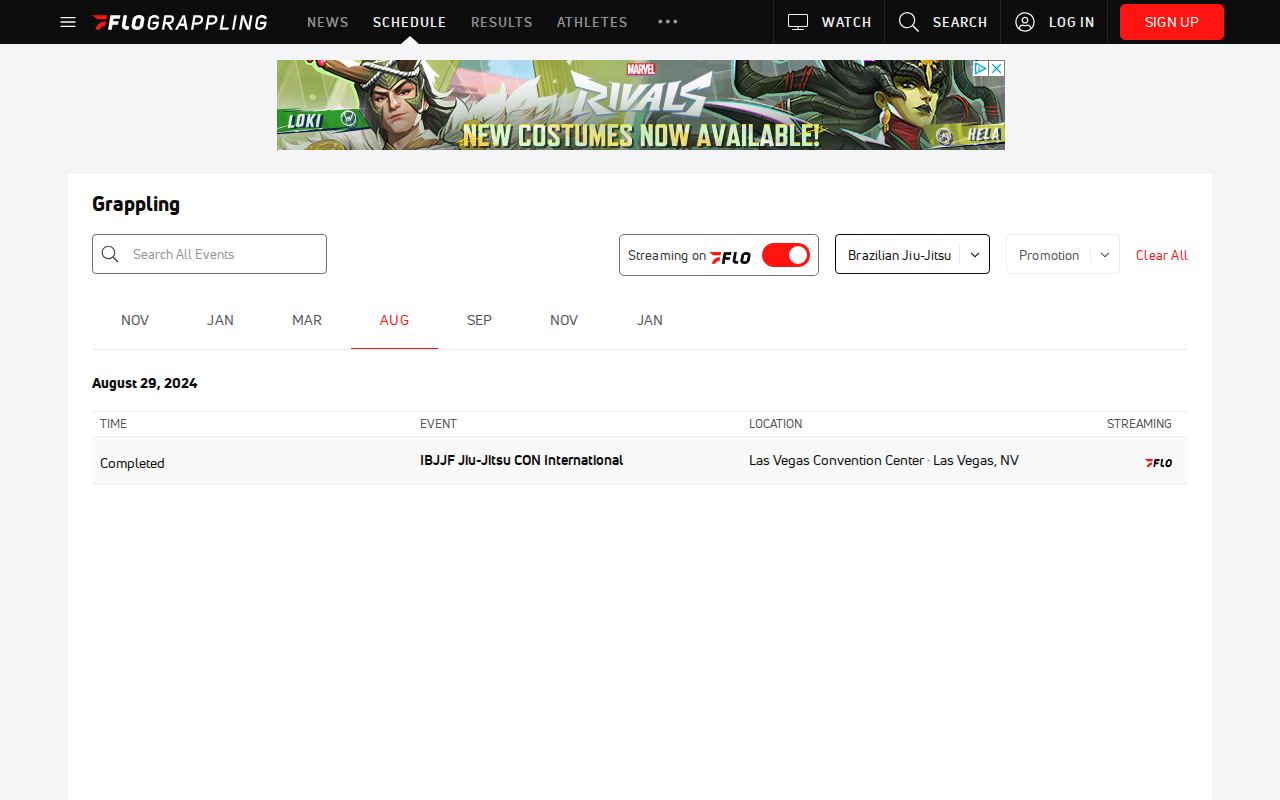 FLOGRAPPLING NEWS SCHEDULE RESULTS ATHLETES WATCH SEARCH LOG IN SIGN UP
MARVEL
RIVALS
LOKI
NEW COSTUMES NOW AVAILABLE!
HELA
Grappling
Search All Events
Streaming on FLO
Brazilian Jiu-Jitsu
Promotion
Clear All
NOV JAN MAR AUG SEP NOV JAN
August 29, 2024
TIME EVENT LOCATION STREAMING
Completed IBJJF Jiu-Jitsu CON International Las Vegas Convention Center · Las Vegas, NV FLO